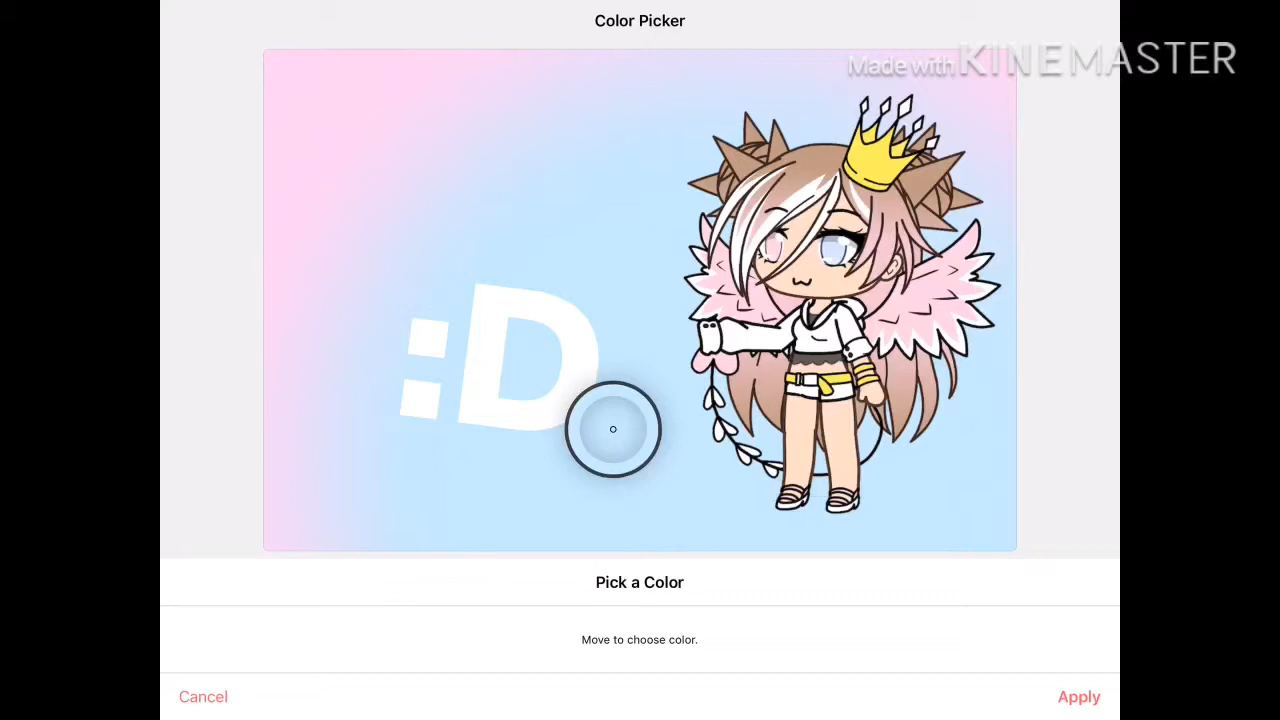 Color Picker
Made with KINEMASTER
:D
Pick a Color
Move to choose color.
Cancel
Apply